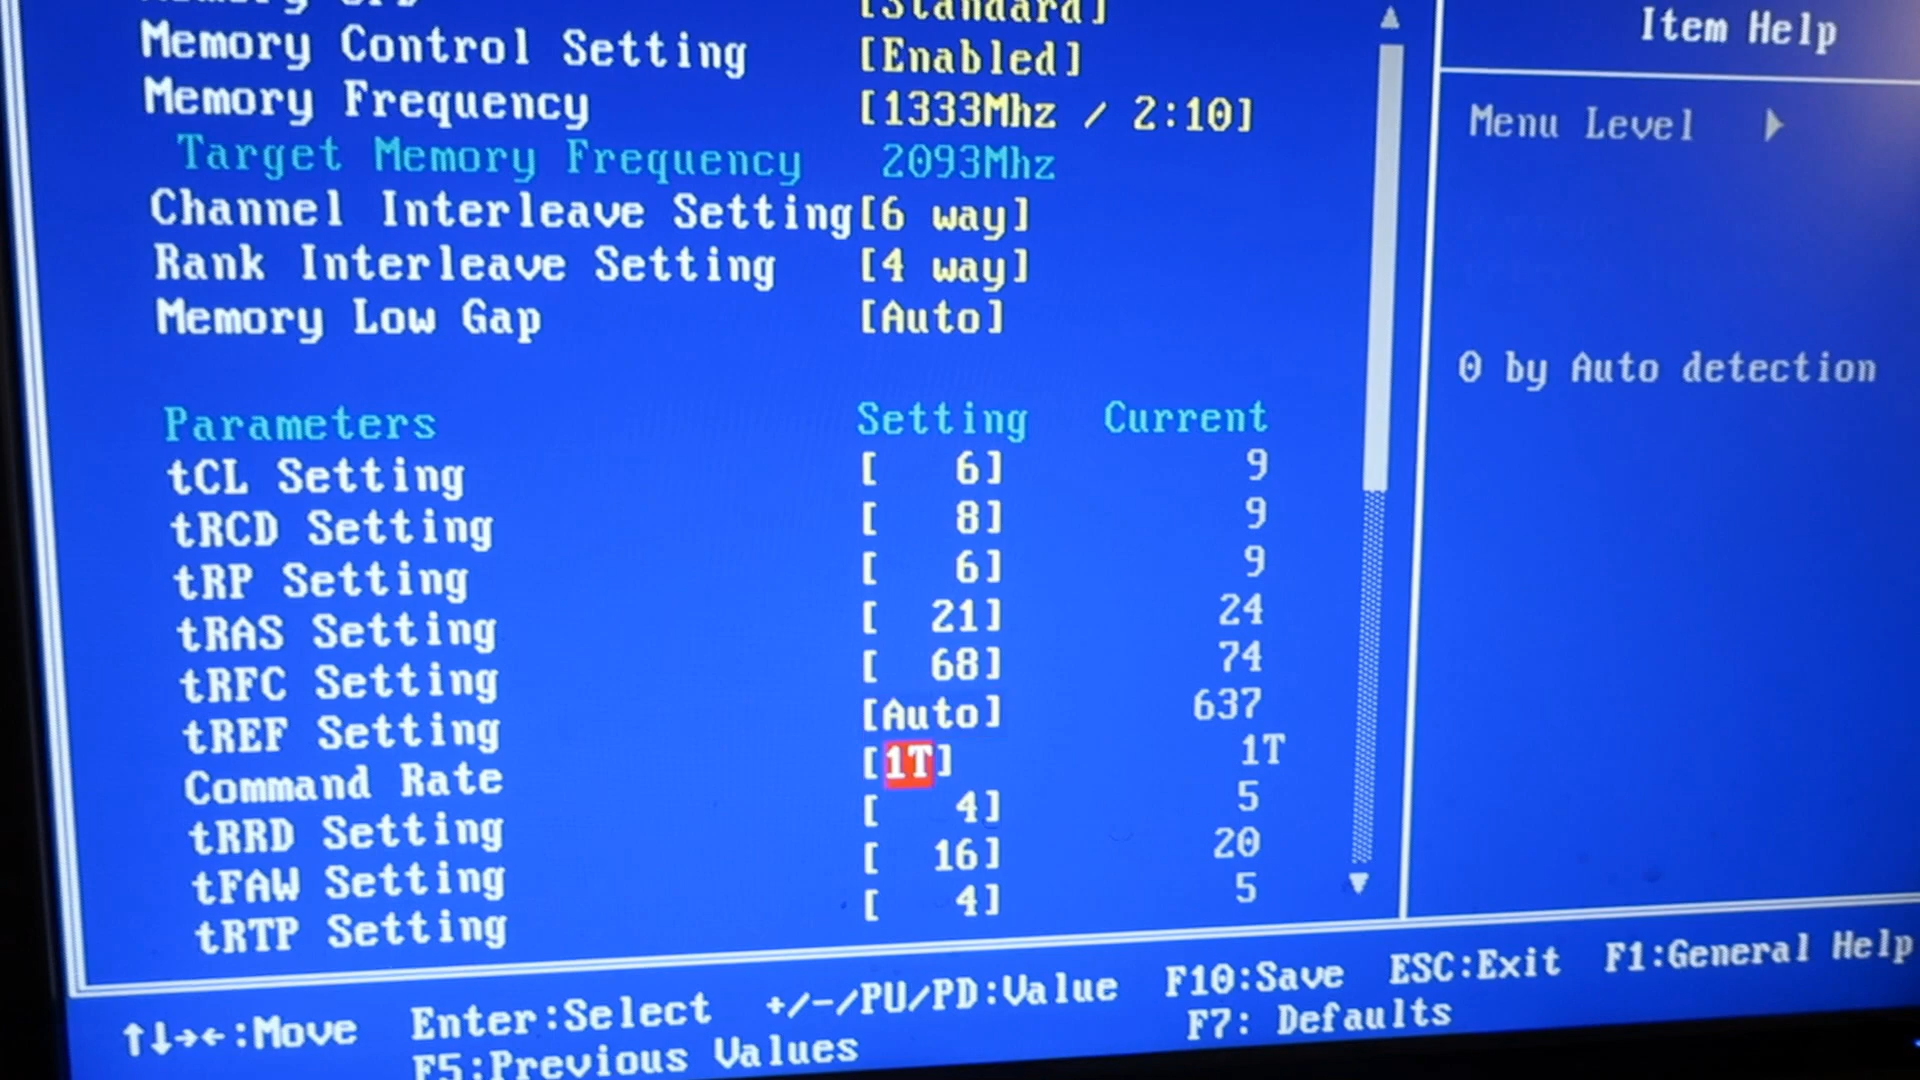 [Standard]
Memory Control Setting [Enabled]
Memory Frequency [1333Mhz / 2:10]
Target Memory Frequency 2093Mhz
Channel Interleave Setting[6 way]
Rank Interleave Setting [4 way]
Memory Low Gap [Auto]
Parameters Setting Current
tCL Setting [ 6] 9
tRCD Setting [ 8] 9
tRP Setting [ 6] 9
tRAS Setting [ 21] 24
tRFC Setting [ 68] 74
tREF Setting [Auto] 637
Command Rate [1T] 1T
tRRD Setting [ 4] 5
tFAW Setting [ 16] 20
tRTP Setting [ 4] 5
Item Help
Menu Level
0 by Auto detection
↑↓→←:Move Enter:Select +/-/PU/PD:Value F10:Save ESC:Exit F1:General Help
F5:Previous Values F7: Defaults